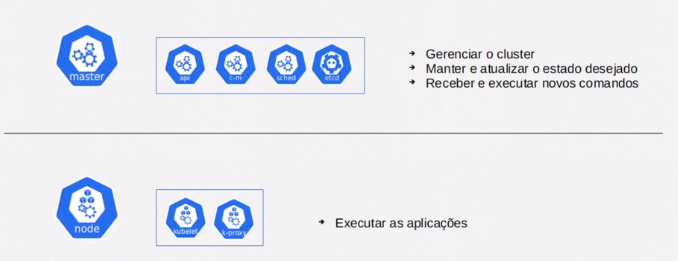 master
api
c-m
sched
etcd
Gerenciar o cluster
Manter e atualizar o estado desejado
Receber e executar novos comandos
node
kubelet
k-proxy
Executar as aplicações